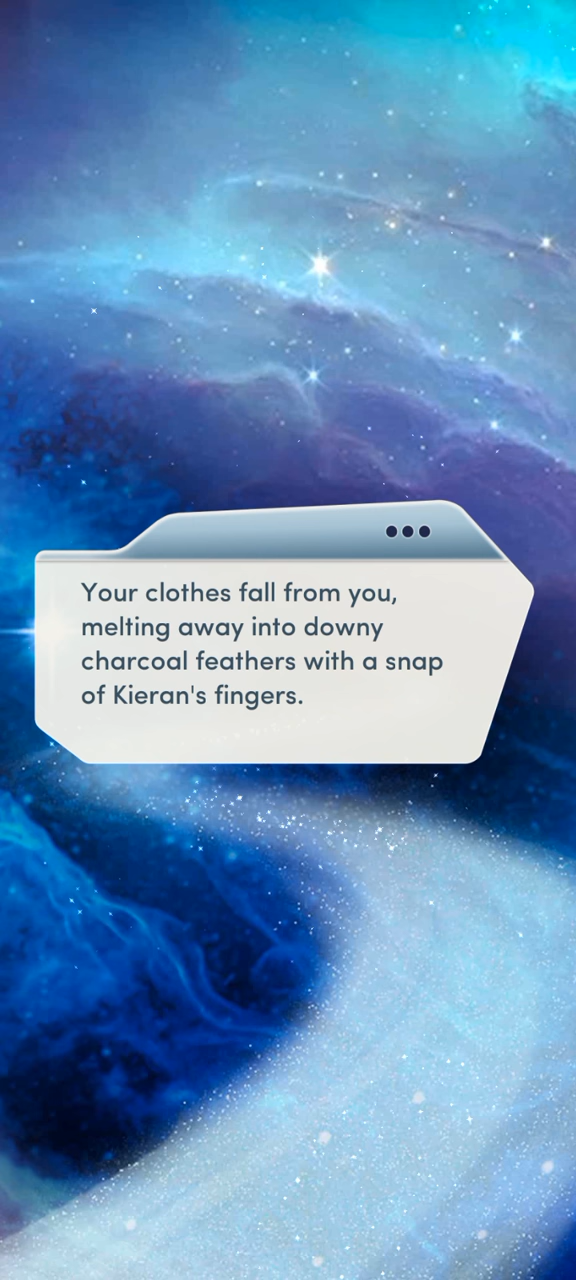 Your clothes fall from you,
melting away into downy
charcoal feathers with a snap
of Kieran's fingers.